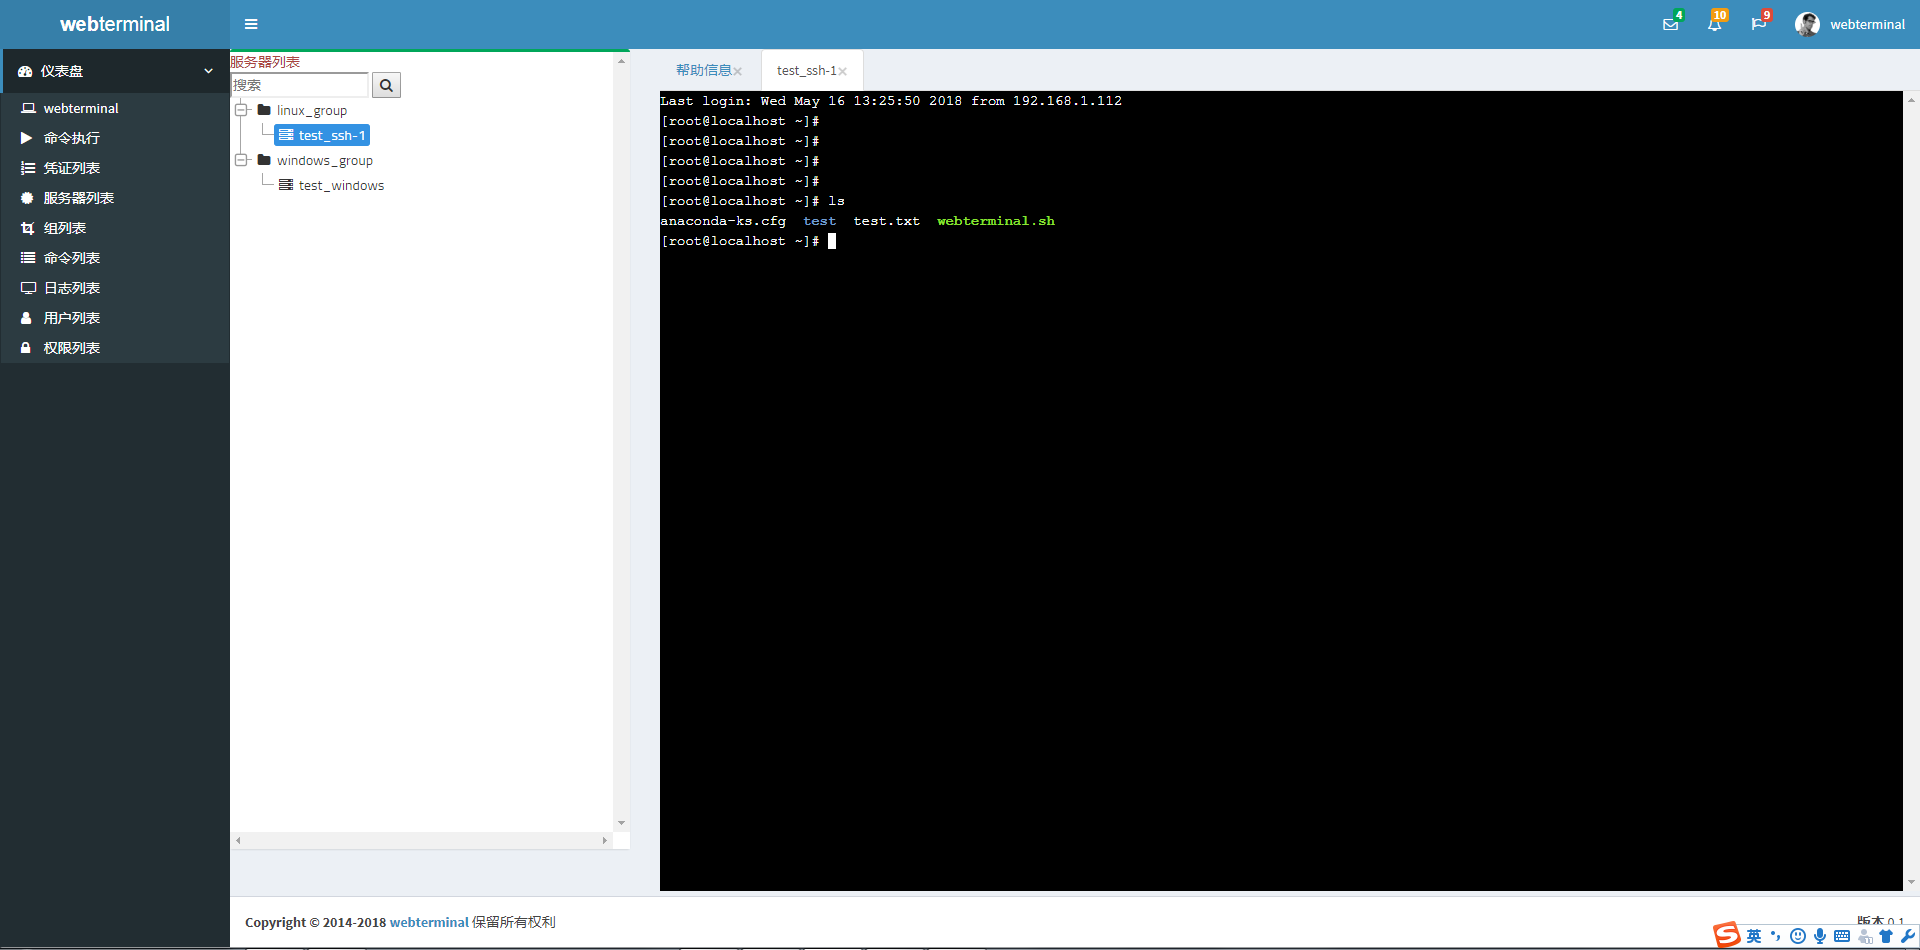 webterminal
4
10
9
webterminal
仪表盘
webterminal
命令执行
凭证列表
服务器列表
组列表
命令列表
日志列表
用户列表
权限列表
服务器列表
搜索
linux_group
test_ssh-1
windows_group
test_windows
帮助信息×
test_ssh-1×
Last login: Wed May 16 13:25:50 2018 from 192.168.1.112
[root@localhost ~]#
[root@localhost ~]#
[root@localhost ~]#
[root@localhost ~]#
[root@localhost ~]# ls
anaconda-ks.cfg  test  test.txt  webterminal.sh
[root@localhost ~]#
Copyright © 2014-2018 webterminal 保留所有权利
版本 0.1
英